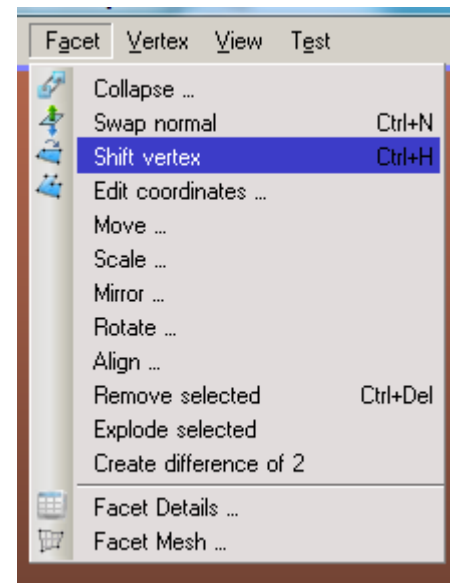 Facet Vertex View Test
Collapse ...
Swap normal Ctrl+N
Shift vertex Ctrl+H
Edit coordinates ...
Move ...
Scale ...
Mirror ...
Rotate ...
Align ...
Remove selected Ctrl+Del
Explode selected
Create difference of 2
Facet Details ...
Facet Mesh ...